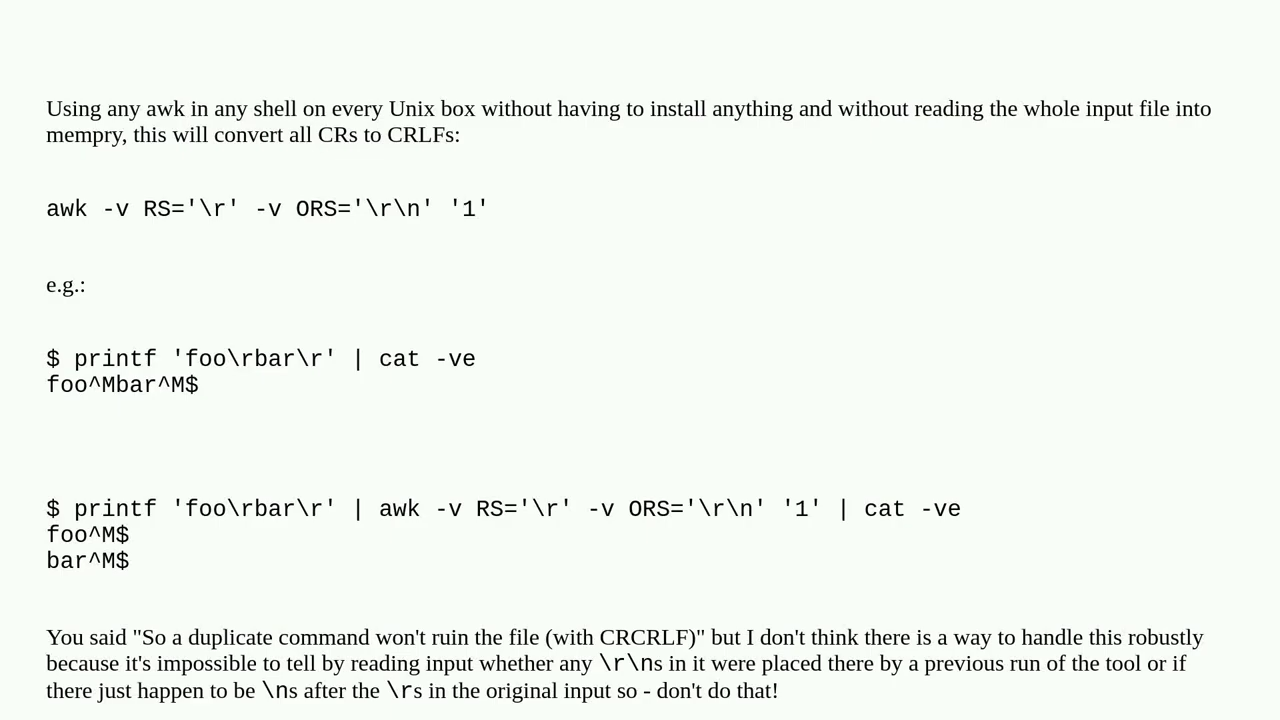 Using any awk in any shell on every Unix box without having to install anything and without reading the whole input file into
mempry, this will convert all CRs to CRLFs:
awk -v RS='\r' -v ORS='\r\n' '1'
e.g.:
$ printf 'foo\rbar\r' | cat -ve
foo^Mbar^M$
$ printf 'foo\rbar\r' | awk -v RS='\r' -v ORS='\r\n' '1' | cat -ve
foo^M$
bar^M$
You said "So a duplicate command won't ruin the file (with CRCRLF)" but I don't think there is a way to handle this robustly
because it's impossible to tell by reading input whether any \r\ns in it were placed there by a previous run of the tool or if
there just happen to be \ns after the \rs in the original input so - don't do that!